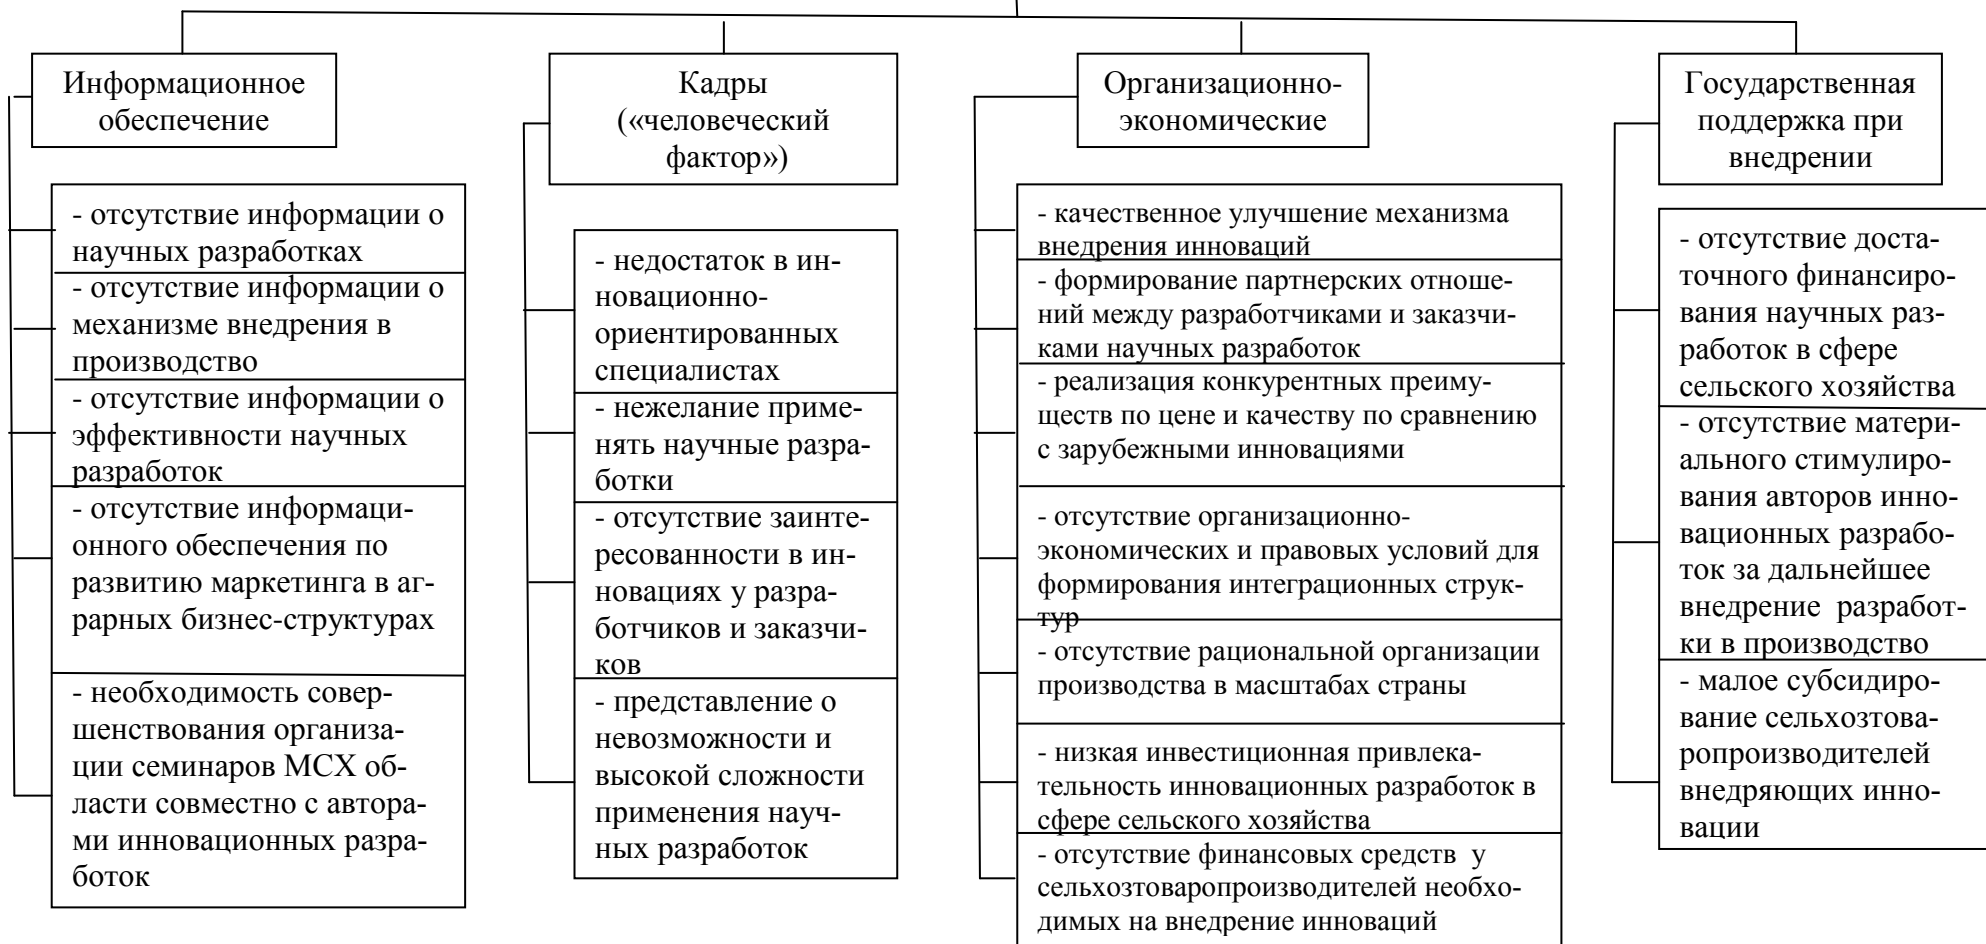 Информационное
обеспечение
- отсутствие информации о
научных разработках
- отсутствие информации о
механизме внедрения в
производство
- отсутствие информации о
эффективности научных
разработок
- отсутствие информаци-
онного обеспечения по
развитию маркетинга в аг-
рарных бизнес-структурах
- необходимость совер-
шенствования организа-
ции семинаров МСХ об-
ласти совместно с автора-
ми инновационных разра-
боток
Кадры
(«человеческий
фактор»)
- недостаток в ин-
новационно-
ориентированных
специалистах
- нежелание приме-
нять научные разра-
ботки
- отсутствие заинте-
ресованности в ин-
новациях у разра-
ботчиков и заказчи-
ков
- представление о
невозможности и
высокой сложности
применения науч-
ных разработок
Организационно-
экономические
- качественное улучшение механизма
внедрения инноваций
- формирование партнерских отноше-
ний между разработчиками и заказчи-
ками научных разработок
- реализация конкурентных преиму-
ществ по цене и качеству по сравнению
с зарубежными инновациями
- отсутствие организационно-
экономических и правовых условий для
формирования интеграционных струк-
тур
- отсутствие рациональной организации
производства в масштабах страны
- низкая инвестиционная привлека-
тельность инновационных разработок в
сфере сельского хозяйства
- отсутствие финансовых средств  у
сельхозтоваропроизводителей необхо-
димых на внедрение инноваций
Государственная
поддержка при
внедрении
- отсутствие доста-
точного финансиро-
вания научных раз-
работок в сфере
сельского хозяйства
- отсутствие матери-
ального стимулиро-
вания авторов инно-
вационных разрабо-
ток за дальнейшее
внедрение  разработ-
ки в производство
- малое субсидиро-
вание сельхозтова-
ропроизводителей
внедряющих инно-
вации